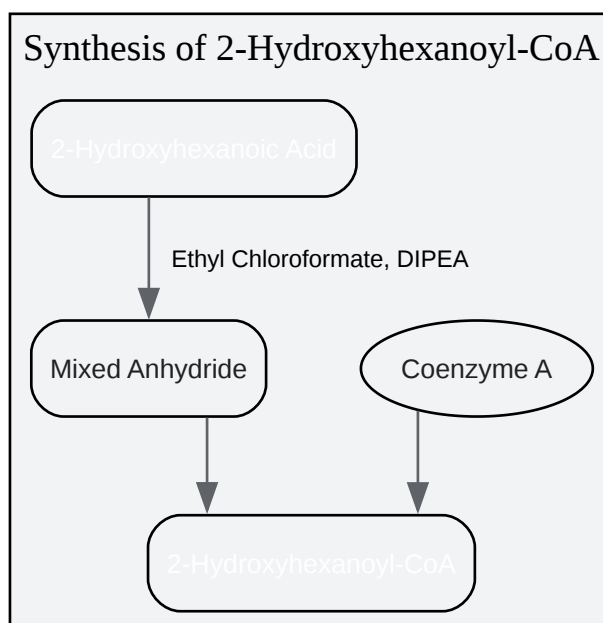 Synthesis of 2-Hydroxyhexanoyl-CoA
2-Hydroxyhexanoic Acid
Ethyl Chloroformate, DIPEA
Mixed Anhydride
Coenzyme A
2-Hydroxyhexanoyl-CoA